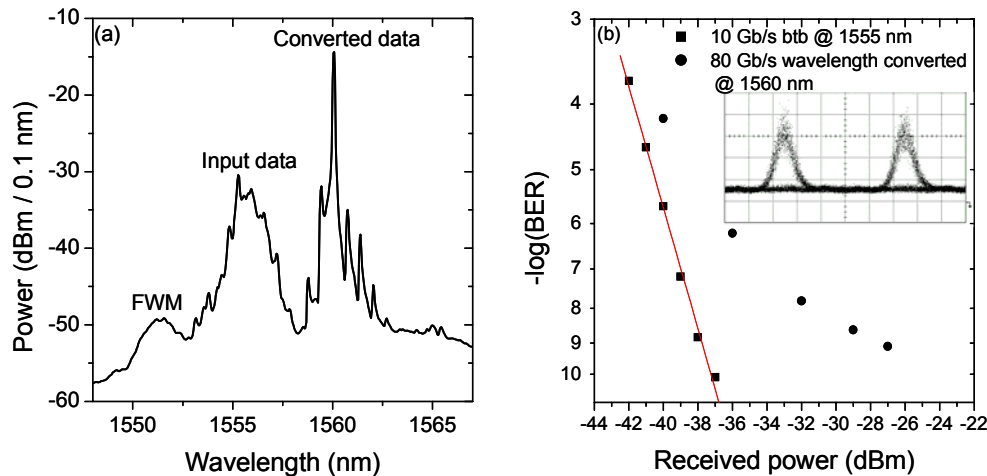 (a)
Converted data
Input data
FWM
-10
-20
-30
-40
-50
-60
Power (dBm / 0.1 nm)
1550
1555
1560
1565
Wavelength (nm)
(b)
10 Gb/s btb @ 1555 nm
80 Gb/s wavelength converted
@ 1560 nm
3
4
5
6
7
8
9
10
-log(BER)
-44 -42 -40 -38 -36 -34 -32 -30 -28 -26 -24 -22
Received power (dBm)